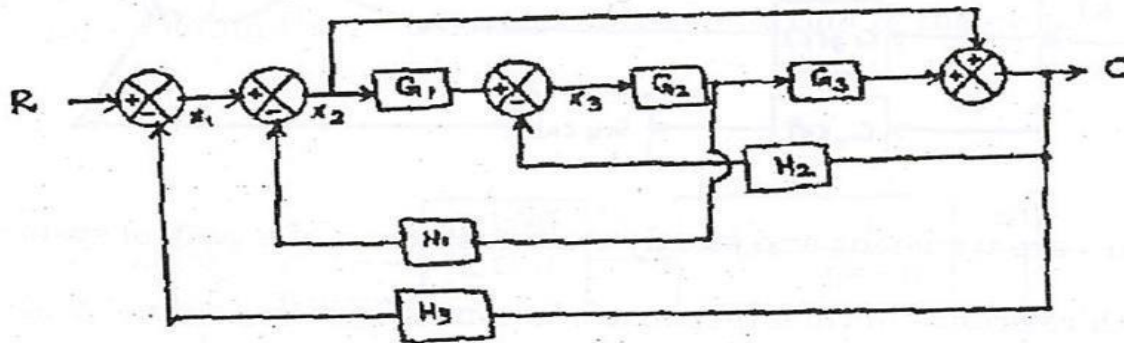 R
+
-
x₁
+
-
x₂
G₁
+
-
x₃
G₂
G₃
+
+
C
H₂
H₁
H₃